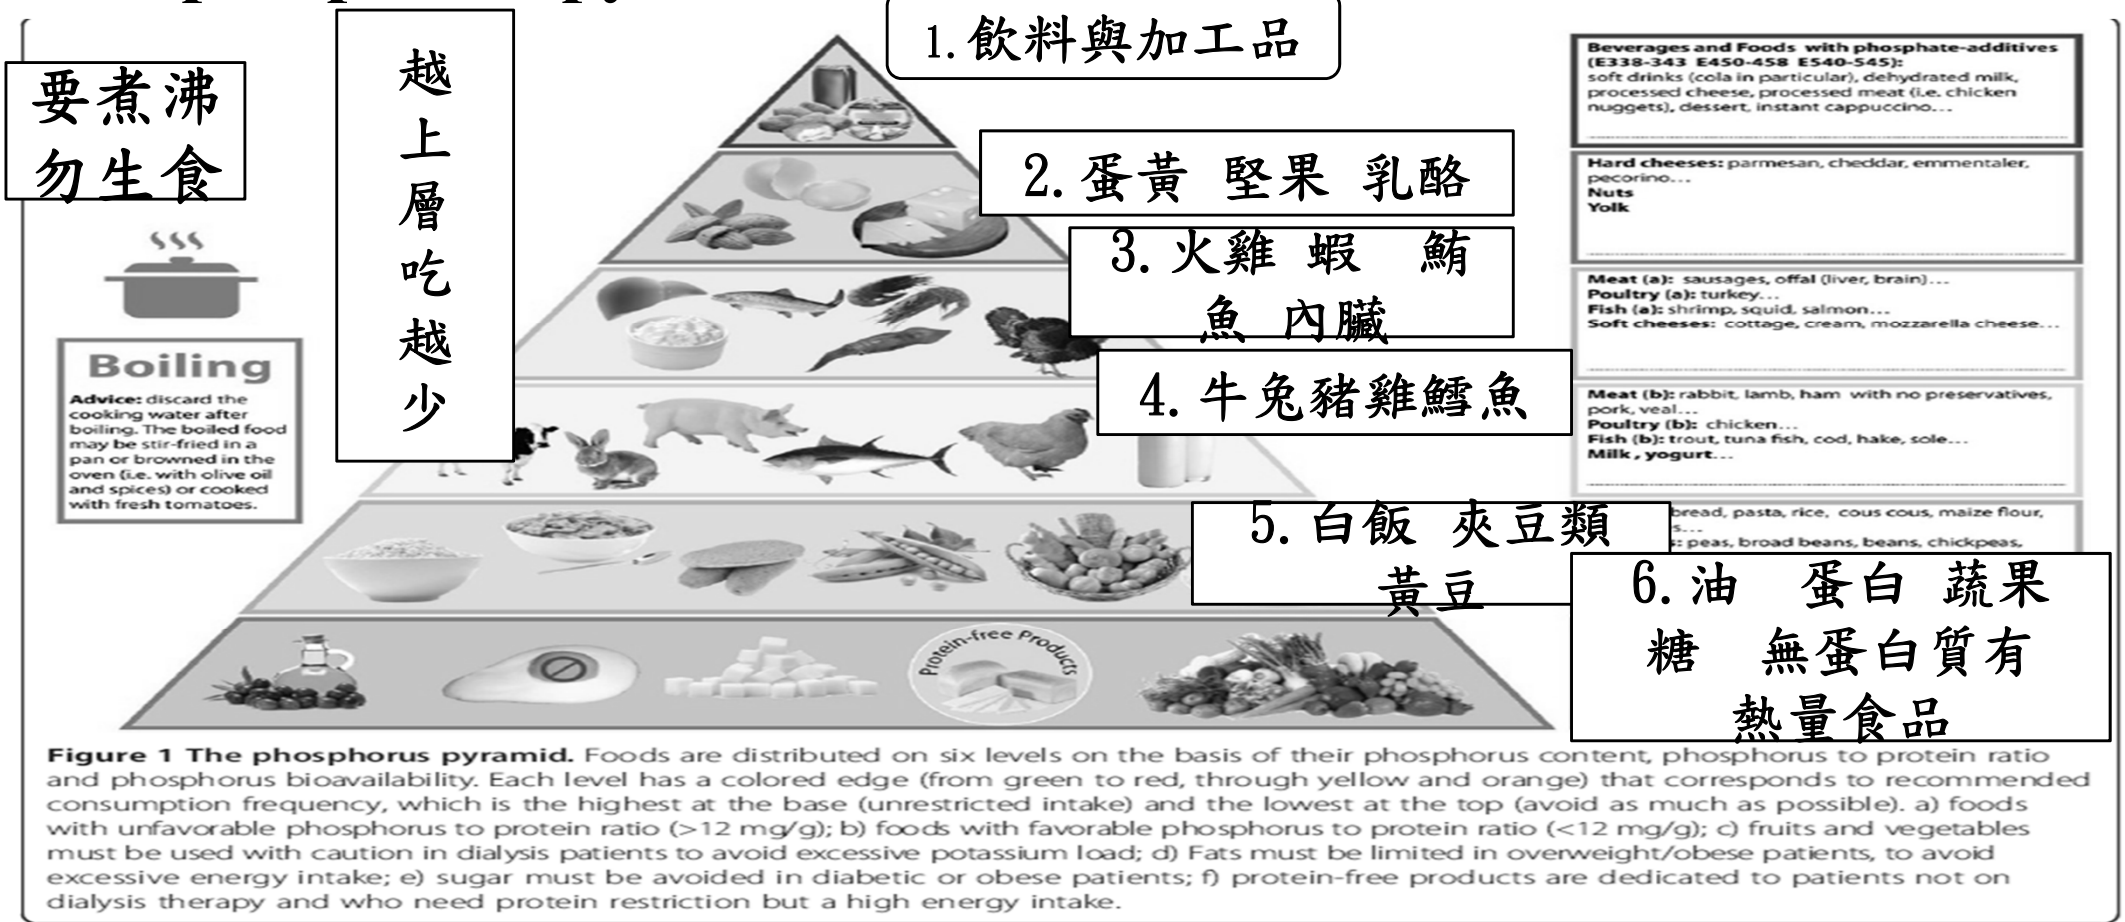 1.飲料與加工品
要煮沸
勿生食
越
上
層
吃
越
少
2.蛋黃 堅果 乳酪
3.火雞 蝦 鮪
魚 內臟
4.牛兔豬雞鱈魚
5.白飯 夾豆類
黃豆
6.油 蛋白 蔬果
糖 無蛋白質有
熱量食品
Boiling
Advice: discard the
cooking water after
boiling. The boiled food
may be stir-fried in a
pan or browned in the
oven (i.e. with olive oil
and spices) or cooked
with fresh tomatoes.
Protein-free Products
Beverages and Foods with phosphate-additives
(E338-343 E450-458 E540-545):
soft drinks (cola in particular), dehydrated milk,
processed cheese, processed meat (i.e. chicken
nuggets), dessert, instant cappuccino...
Hard cheeses: parmesan, cheddar, emmentaler,
pecorino...
Nuts
Yolk
Meat (a): sausages, offal (liver, brain)...
Poultry (a): turkey...
Fish (a): shrimp, squid, salmon...
Soft cheeses: cottage, cream, mozzarella cheese...
Meat (b): rabbit, lamb, ham with no preservatives,
pork, veal...
Poultry (b): chicken...
Fish (b): trout, tuna fish, cod, hake, sole...
Milk, yogurt...
bread, pasta, rice, cous cous, maize flour,
s...
: peas, broad beans, beans, chickpeas,
Figure 1 The phosphorus pyramid. Foods are distributed on six levels on the basis of their phosphorus content, phosphorus to protein ratio
and phosphorus bioavailability. Each level has a colored edge (from green to red, through yellow and orange) that corresponds to recommended
consumption frequency, which is the highest at the base (unrestricted intake) and the lowest at the top (avoid as much as possible). a) foods
with unfavorable phosphorus to protein ratio (>12 mg/g); b) foods with favorable phosphorus to protein ratio (<12 mg/g); c) fruits and vegetables
must be used with caution in dialysis patients to avoid excessive potassium load; d) Fats must be limited in overweight/obese patients, to avoid
excessive energy intake; e) sugar must be avoided in diabetic or obese patients; f) protein-free products are dedicated to patients not on
dialysis therapy and who need protein restriction but a high energy intake.